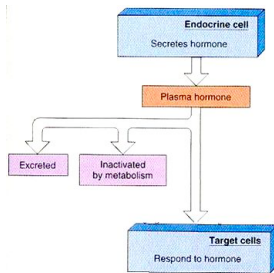 Endocrine cell
Secretes hormone
Plasma hormone
Excreted
Inactivated
by metabolism
Target cells
Respond to hormone